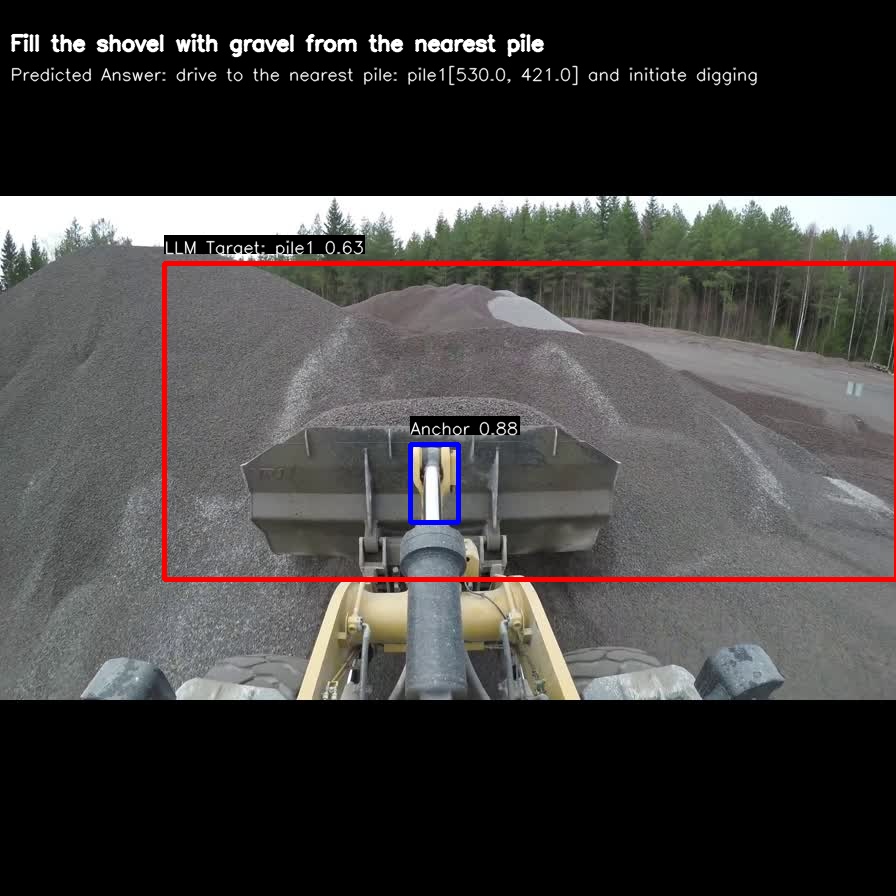 Fill the shovel with gravel from the nearest pile
Predicted Answer: drive to the nearest pile: pile1[530.0, 421.0] and initiate digging
LLM Target: pile1 0.63
Anchor 0.88